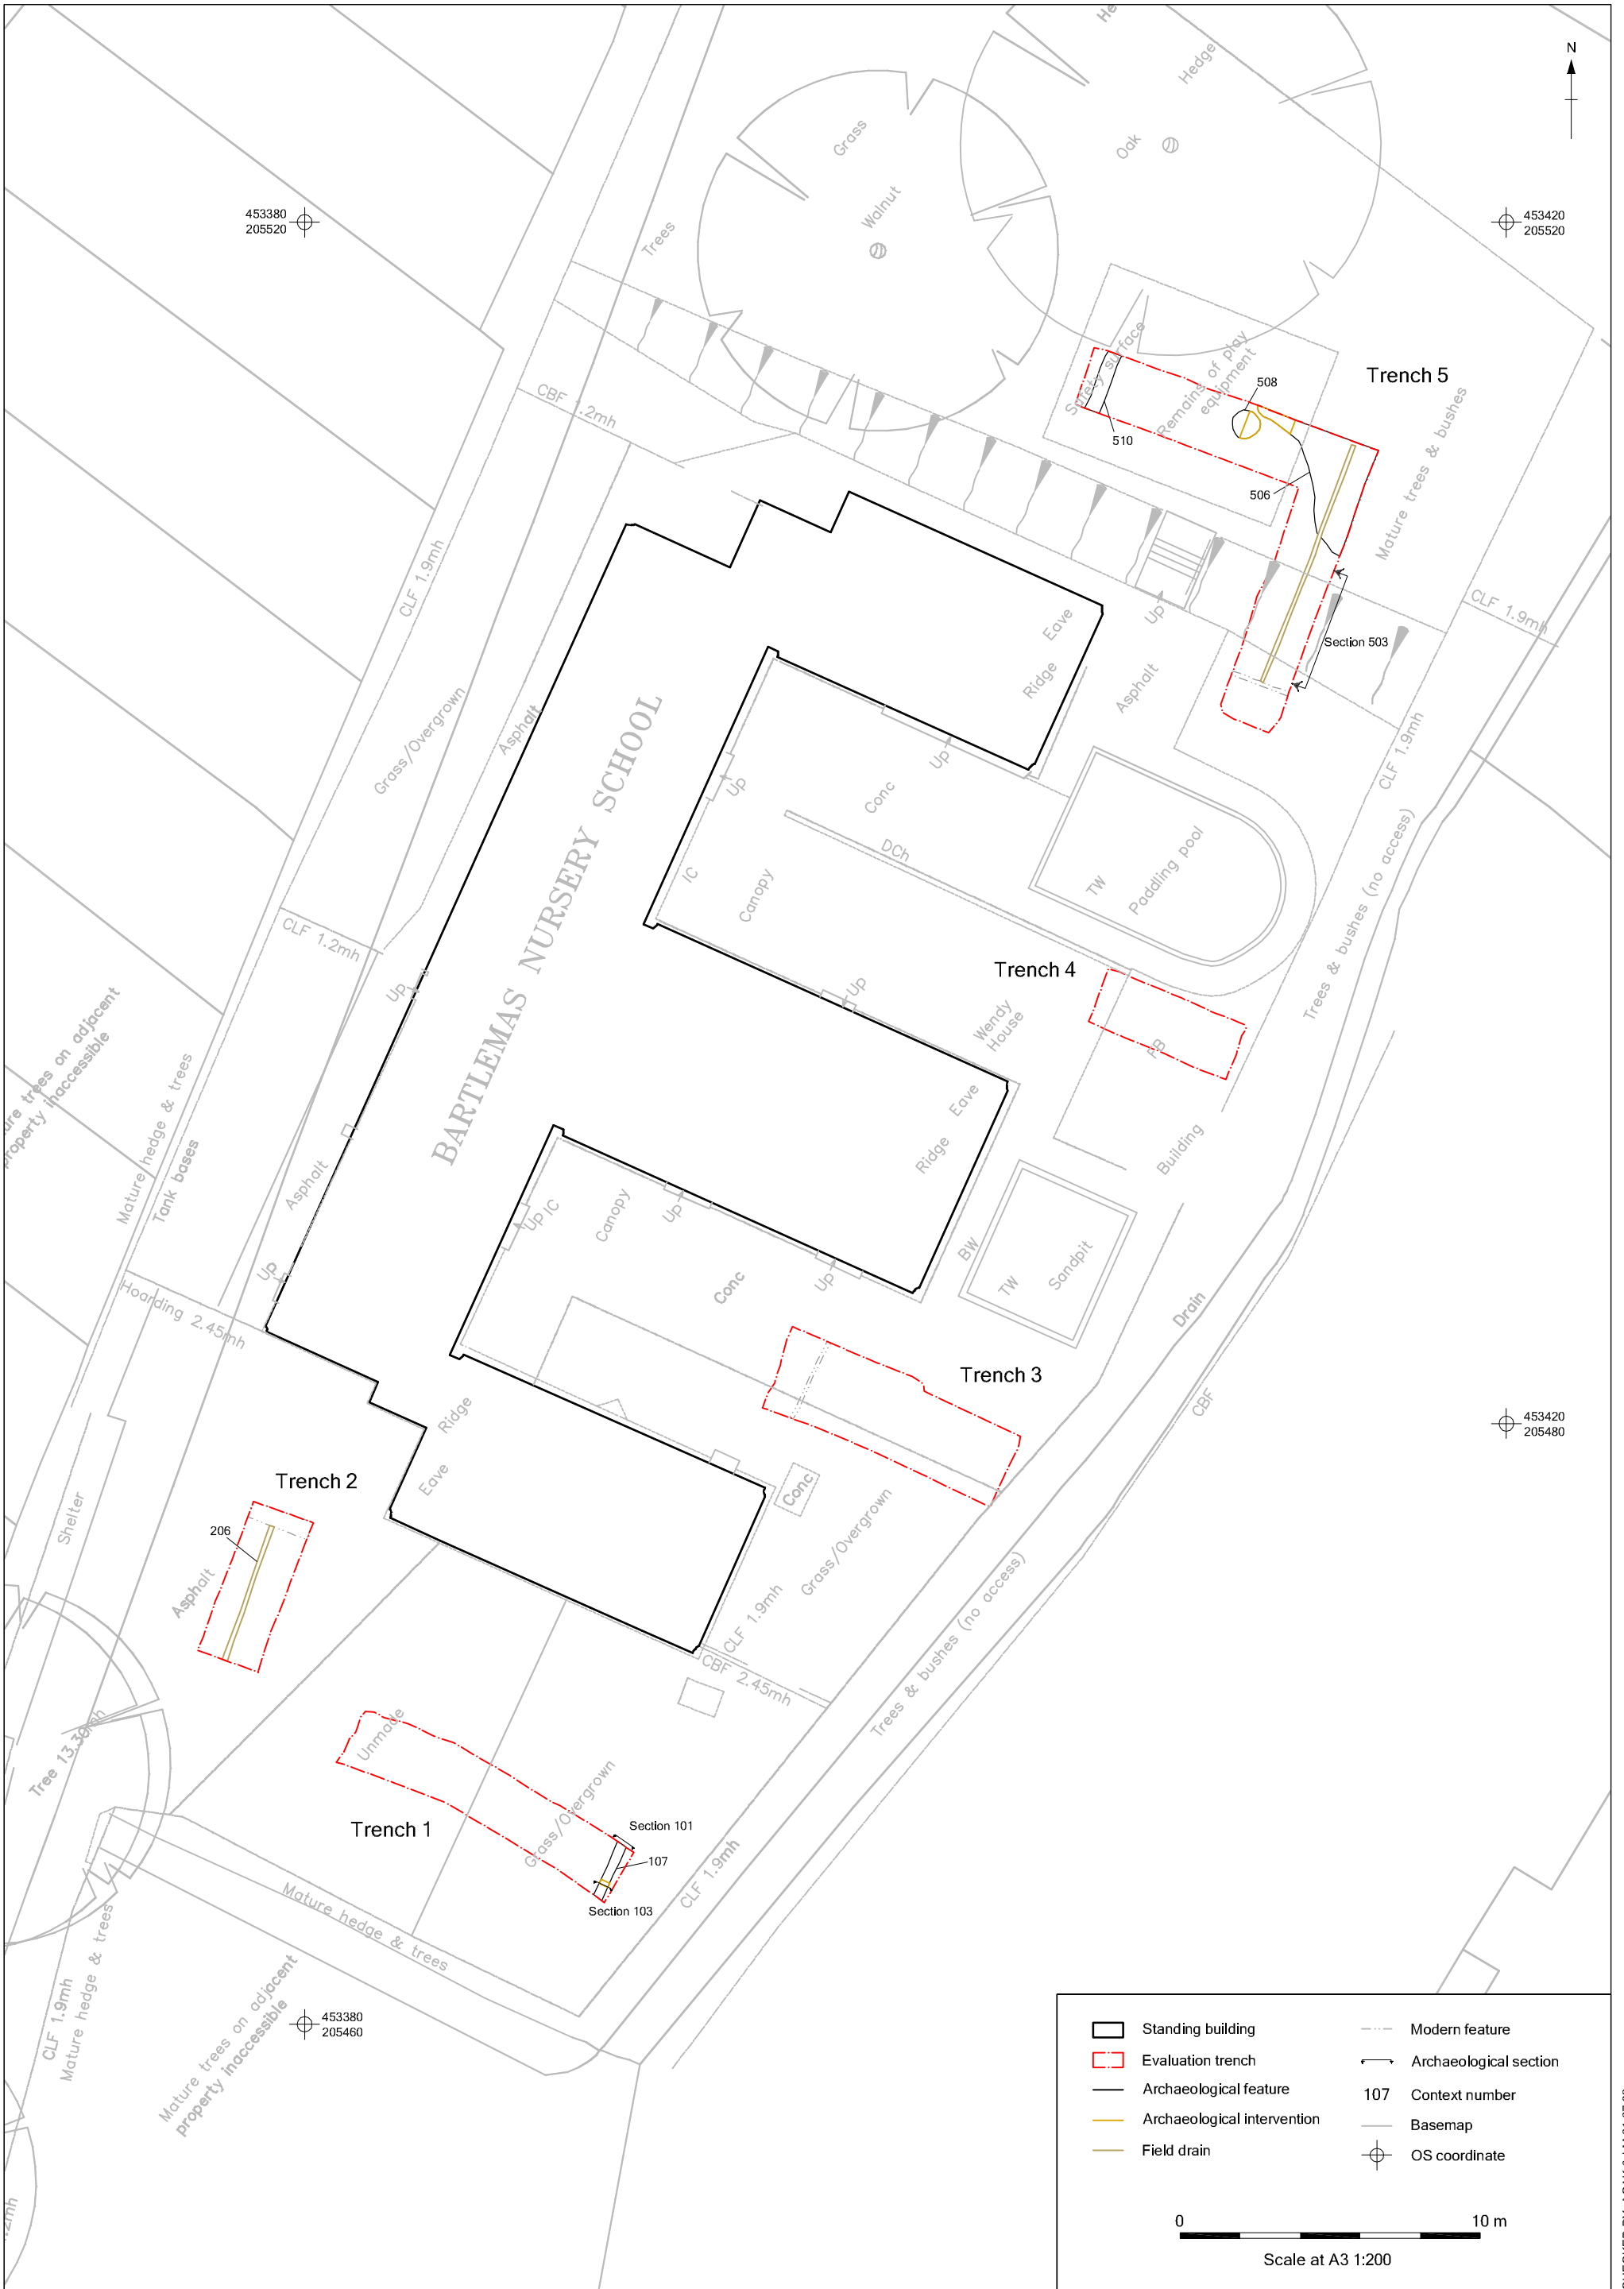 N
He
Hedge
Oak
Grass
Walnut
Trees
453380
205520
453420
205520
Safety surface
Remains of play
equipment
508
510
506
Trench 5
Mature trees & bushes
CBF 1.2mh
CLF 1.9mh
Section 503
CLF 1.9mh
Up
Eave
Ridge
Asphalt
Grass/Overgrown
Asphalt
BARTLEMAS NURSERY SCHOOL
Up
Up
Conc
DCh
IC
Canopy
TW
Paddling pool
CLF 1.9mh
Trees & bushes (no access)
CLF 1.2mh
Up
Up
Wendy
House
Trench 4
PB
Eave
Ridge
Building
Mature trees on adjacent
property inaccessible
Mature hedge & trees
Tank bases
Asphalt
Up
Hoarding 2.45mh
Up IC
Canopy
Up
Conc
Up
BW
TW
Sandpit
Drain
CBF
Trench 3
453420
205480
Ridge
Eave
Conc
Grass/Overgrown
Trench 2
206
Asphalt
Shelter
CLF 1.9mh
CBF 2.45mh
Trees & bushes (no access)
Tree 13.30mh
Unmade
Grass/Overgrown
Trench 1
Section 101
107
Section 103
CLF 1.9mh
Mature hedge & trees
CLF 1.9mh
Mature hedge & trees
453380
205460
Mature trees on adjacent
property inaccessible
.2mh
Standing building
Evaluation trench
Archaeological feature
Archaeological intervention
Field drain
Modern feature
Archaeological section
107 Context number
Basemap
OS coordinate
0 10 m
Scale at A3 1:200